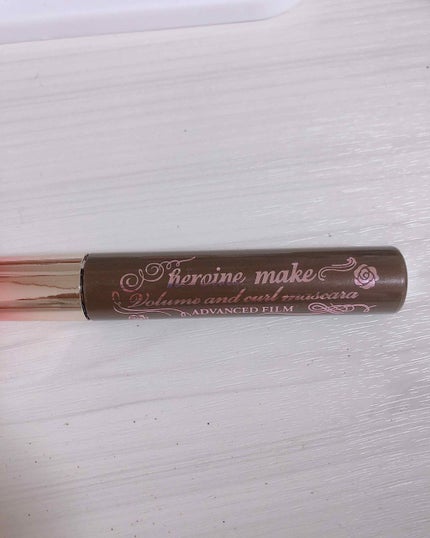 heroine make
Volume and curl mascara
ADVANCED FILM